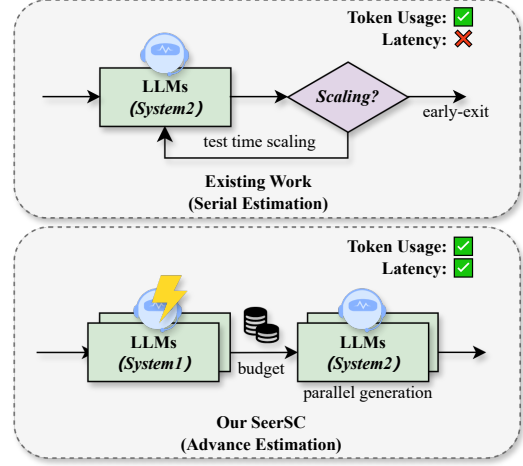 Token Usage: ✅
Latency: ❌
LLMs
(System2)
Scaling?
early-exit
test time scaling
Existing Work
(Serial Estimation)
Token Usage: ✅
Latency: ✅
LLMs
(System1)
budget
LLMs
(System2)
parallel generation
Our SeerSC
(Advance Estimation)